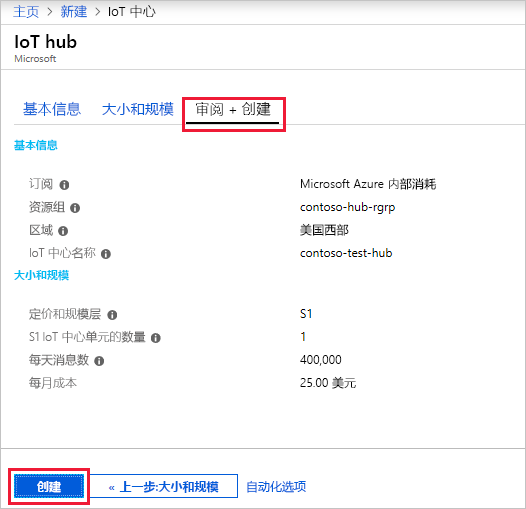 主页 > 新建 > IoT 中心
IoT hub
Microsoft
基本信息 大小和规模 审阅 + 创建
基本信息
订阅 Microsoft Azure 内部消耗
资源组 contoso-hub-rgrp
区域 美国西部
IoT 中心名称 contoso-test-hub
大小和规模
定价和规模层 S1
S1 IoT 中心单元的数量 1
每天消息数 400,000
每月成本 25.00 美元
创建 « 上一步:大小和规模 自动化选项